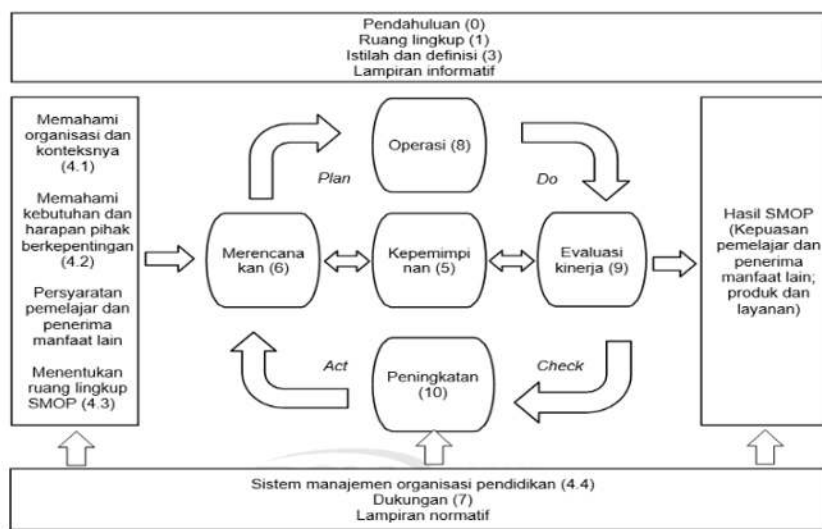 Pendahuluan (0)
Ruang lingkup (1)
Istilah dan definisi (3)
Lampiran informatif
Memahami
organisasi dan
konteksnya
(4.1)
Memahami
kebutuhan dan
harapan pihak
berkepentingan
(4.2)
Persyaratan
pemelajar dan
penerima
manfaat lain
Menentukan
ruang lingkup
SMOP (4.3)
Plan
Operasi (8)
Do
Merencana
kan (6)
Kepemimpi
nan (5)
Evaluasi
kinerja (9)
Act
Peningkatan
(10)
Check
Hasil SMOP
(Kepuasan
pemelajar dan
penerima
manfaat lain;
produk dan
layanan)
Sistem manajemen organisasi pendidikan (4.4)
Dukungan (7)
Lampiran normatif